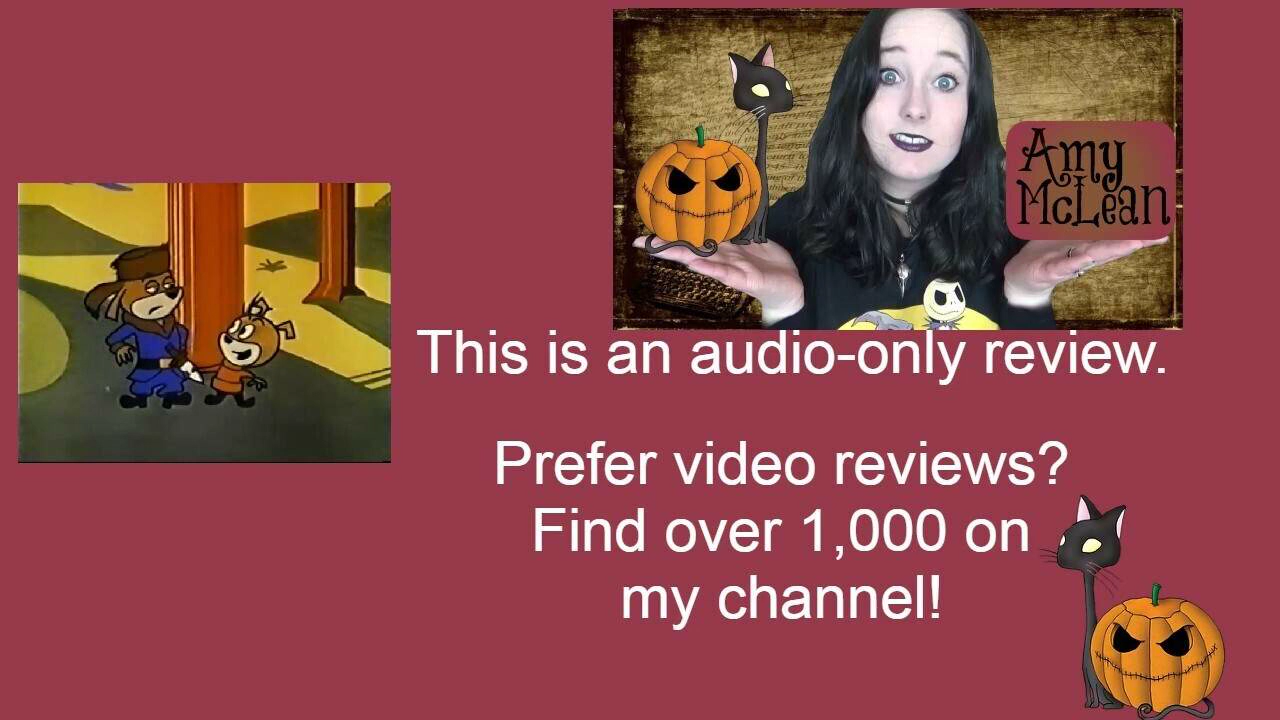 Amy
McLean
This is an audio-only review.
Prefer video reviews?
Find over 1,000 on
my channel!